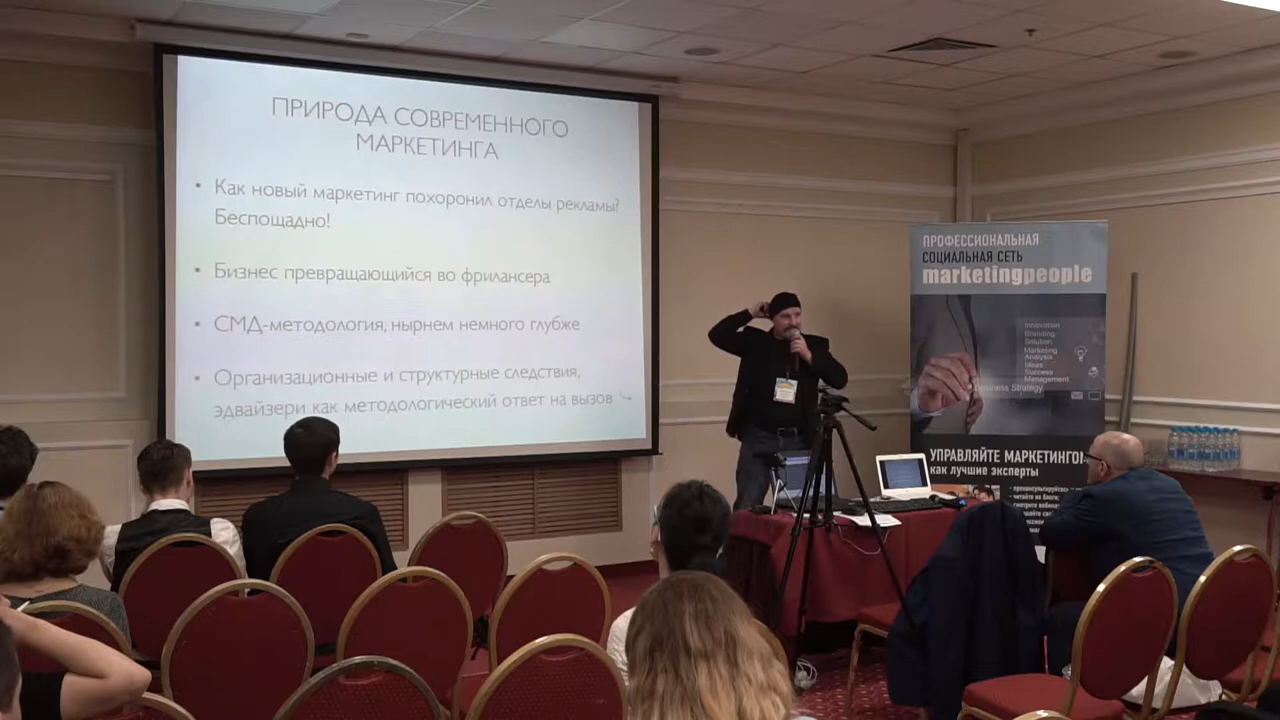 ПРИРОДА СОВРЕМЕННОГО
МАРКЕТИНГА
• Как новый маркетинг похоронил отделы рекламы?
Беспощадно!
• Бизнес превращающийся во фрилансера
• СМД-методология, нырнем немного глубже
• Организационные и структурные следствия,
эдвайзери как методологический ответ на вызов
ПРОФЕССИОНАЛЬНАЯ
СОЦИАЛЬНАЯ СЕТЬ
marketingpeople
Innovation
Branding
Solution
Marketing
Analysis
Ideas
Success
Management
Business Strategy
УПРАВЛЯЙТЕ МАРКЕТИНГОМ
как лучшие эксперты